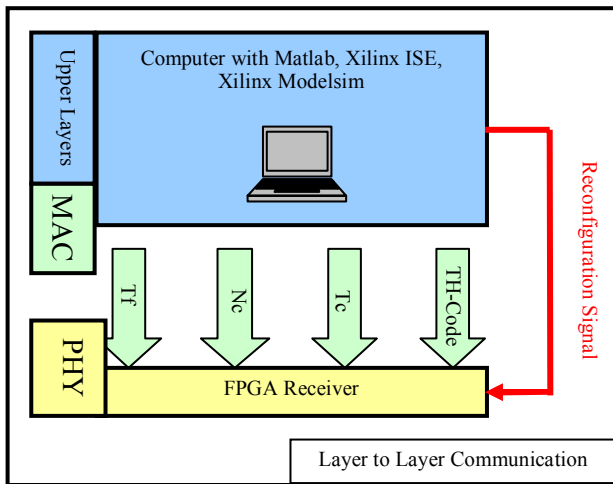 Upper Layers
Computer with Matlab, Xilinx ISE,
Xilinx Modelsim
MAC
Reconfiguration Signal
Tf
Nc
Tc
TH-Code
PHY
FPGA Receiver
Layer to Layer Communication